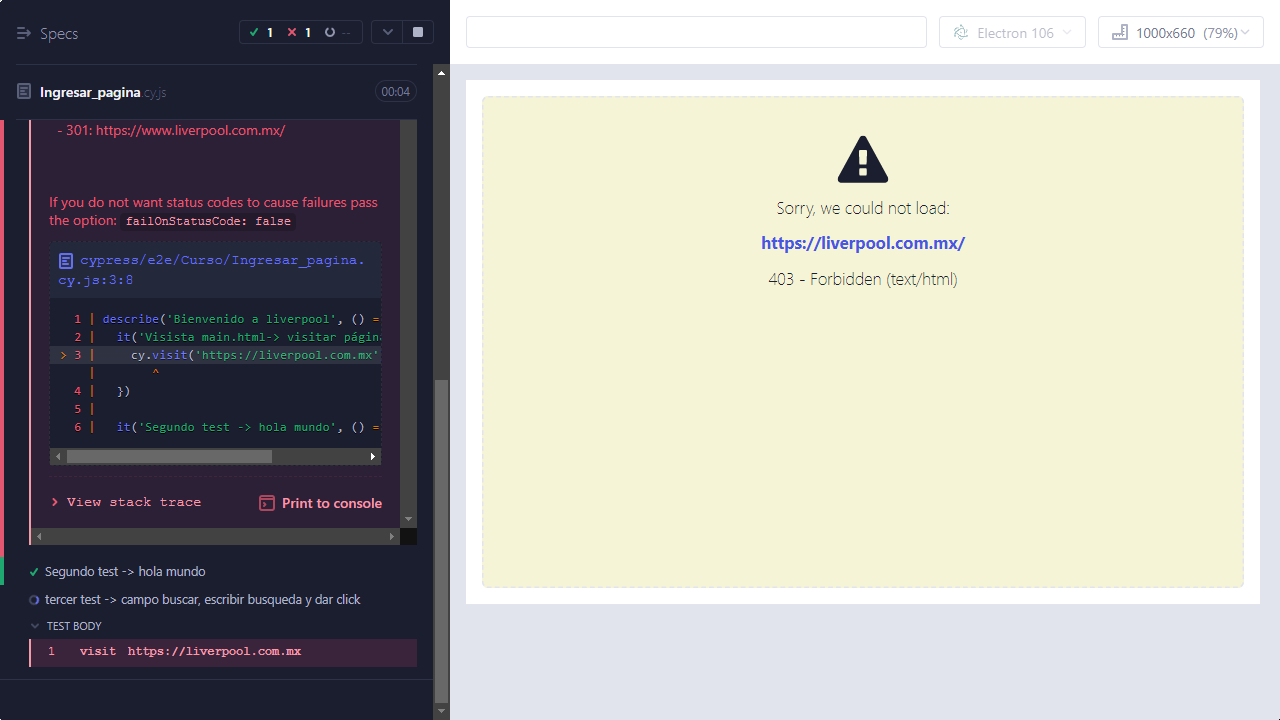 Specs
1
1
--
Electron 106
1000x660 (79%)
Ingresar_pagina.cy.js
00:04
- 301: https://www.liverpool.com.mx/
If you do not want status codes to cause failures pass
the option: failOnStatusCode: false
cypress/e2e/Curso/Ingresar_pagina.
cy.js:3:8
1 | describe('Bienvenido a liverpool', () =
2 | it('Visista main.html-> visitar página
> 3 | cy.visit('https://liverpool.com.mx'
| ^
4 | })
5 |
6 | it('Segundo test -> hola mundo', () =
> View stack trace
Print to console
Segundo test -> hola mundo
tercer test -> campo buscar, escribir busqueda y dar click
TEST BODY
1 visit https://liverpool.com.mx
Sorry, we could not load:
https://liverpool.com.mx/
403 - Forbidden (text/html)